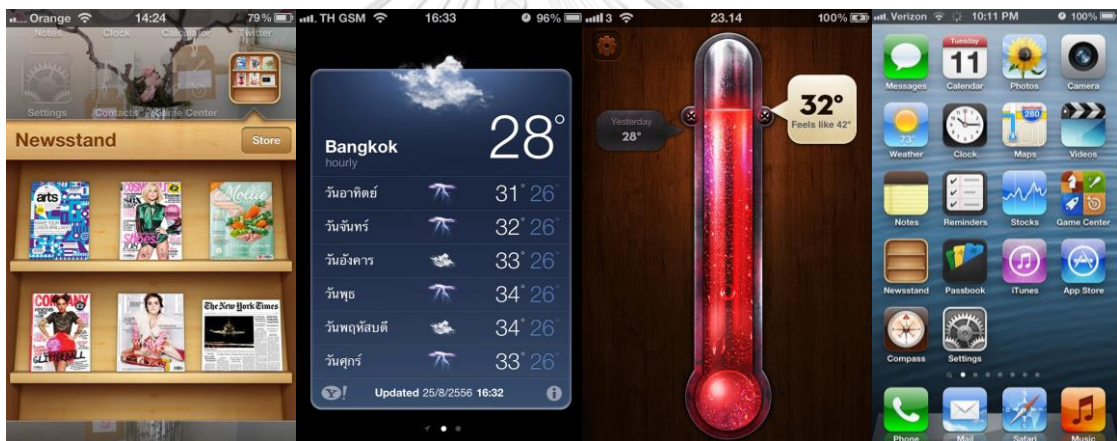 Orange 14:24 79%
Notes Clock Calculator Twitter
Settings Contacts Game Center
Newsstand Store
arts
COSMOPOLITAN
Mollie
Shoes
COMPANY
GLITTERBALL
The New York Times
TH GSM 16:33 96%
28°
Bangkok
hourly
วันอาทิตย์ 31° 26°
วันจันทร์ 32° 26°
วันอังคาร 33° 26°
วันพุธ 34° 26°
วันพฤหัสบดี 34° 26°
วันศุกร์ 33° 26°
Y! Updated 25/8/2556 16:32 i
3 23.14 100%
Yesterday
28°
32°
Feels like 42°
Verizon 10:11 PM 100%
Tuesday
11
280
73°
Messages Calendar Photos Camera
Weather Clock Maps Videos
Notes Reminders Stocks Game Center
Newsstand Passbook iTunes App Store
Compass Settings
Phone Mail Safari Music